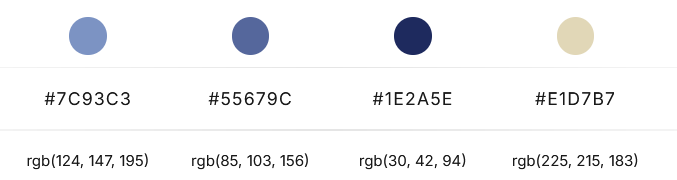 #7C93C3 #55679C #1E2A5E #E1D7B7
rgb(124, 147, 195) rgb(85, 103, 156) rgb(30, 42, 94) rgb(225, 215, 183)